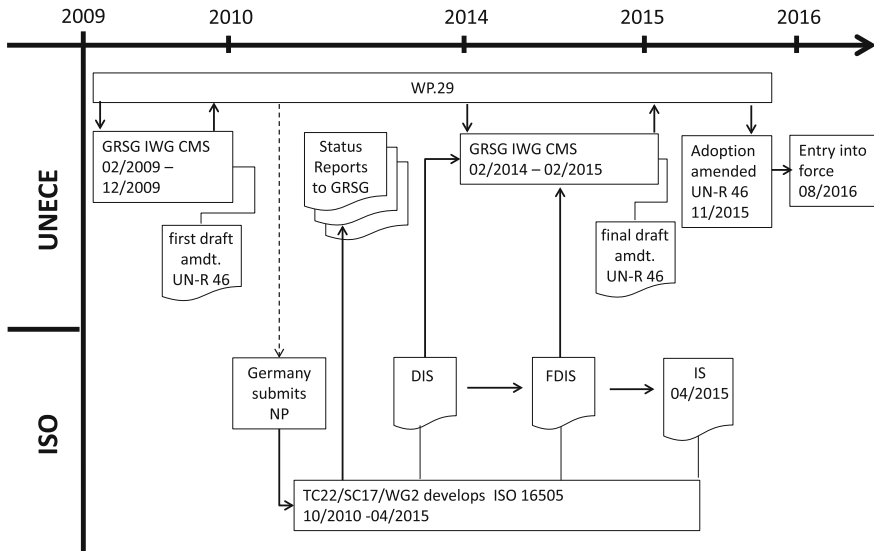 2009
2010
2014
2015
2016
UNECE
WP.29
GRSG IWG CMS
02/2009 –
12/2009
first draft
amdt.
UN-R 46
Status
Reports
to GRSG
GRSG IWG CMS
02/2014 – 02/2015
final draft
amdt.
UN-R 46
Adoption
amended
UN-R 46
11/2015
Entry into
force
08/2016
ISO
Germany
submits
NP
DIS
FDIS
IS
04/2015
TC22/SC17/WG2 develops  ISO 16505
10/2010 -04/2015